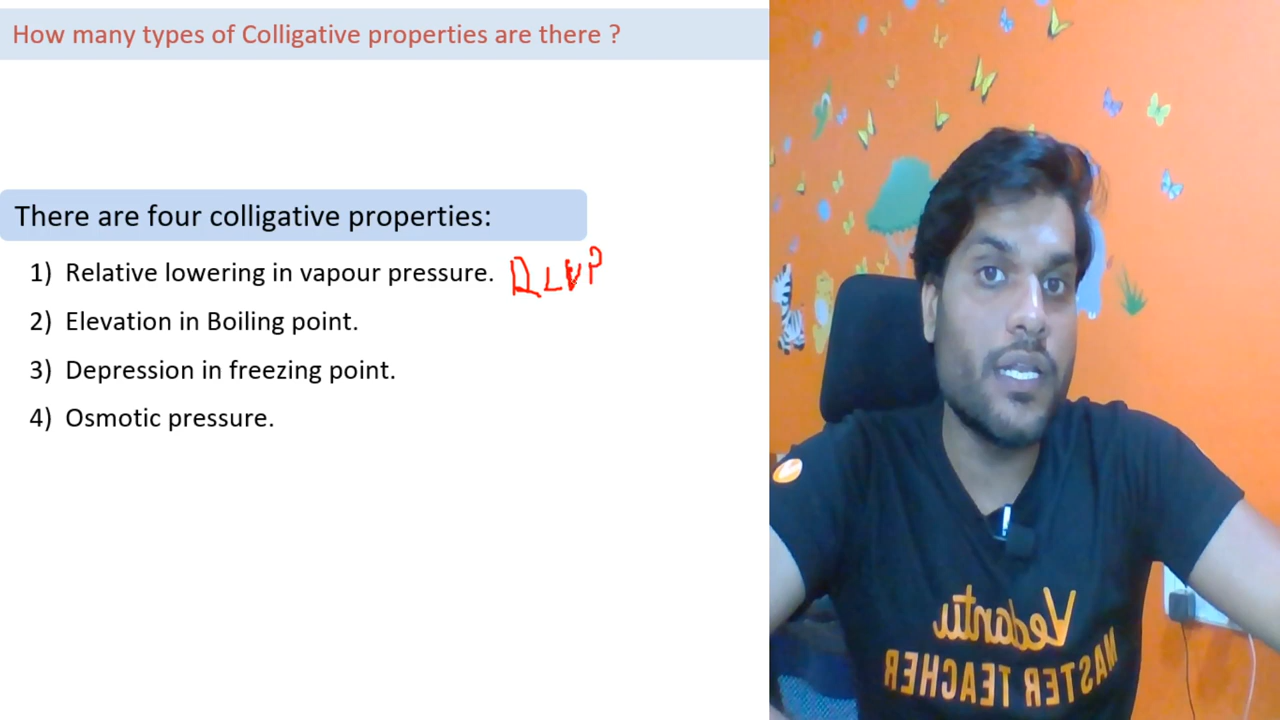 How many types of Colligative properties are there ?
There are four colligative properties:
1) Relative lowering in vapour pressure. RLVP
2) Elevation in Boiling point.
3) Depression in freezing point.
4) Osmotic pressure.
Vedantu
MASTER TEACHER